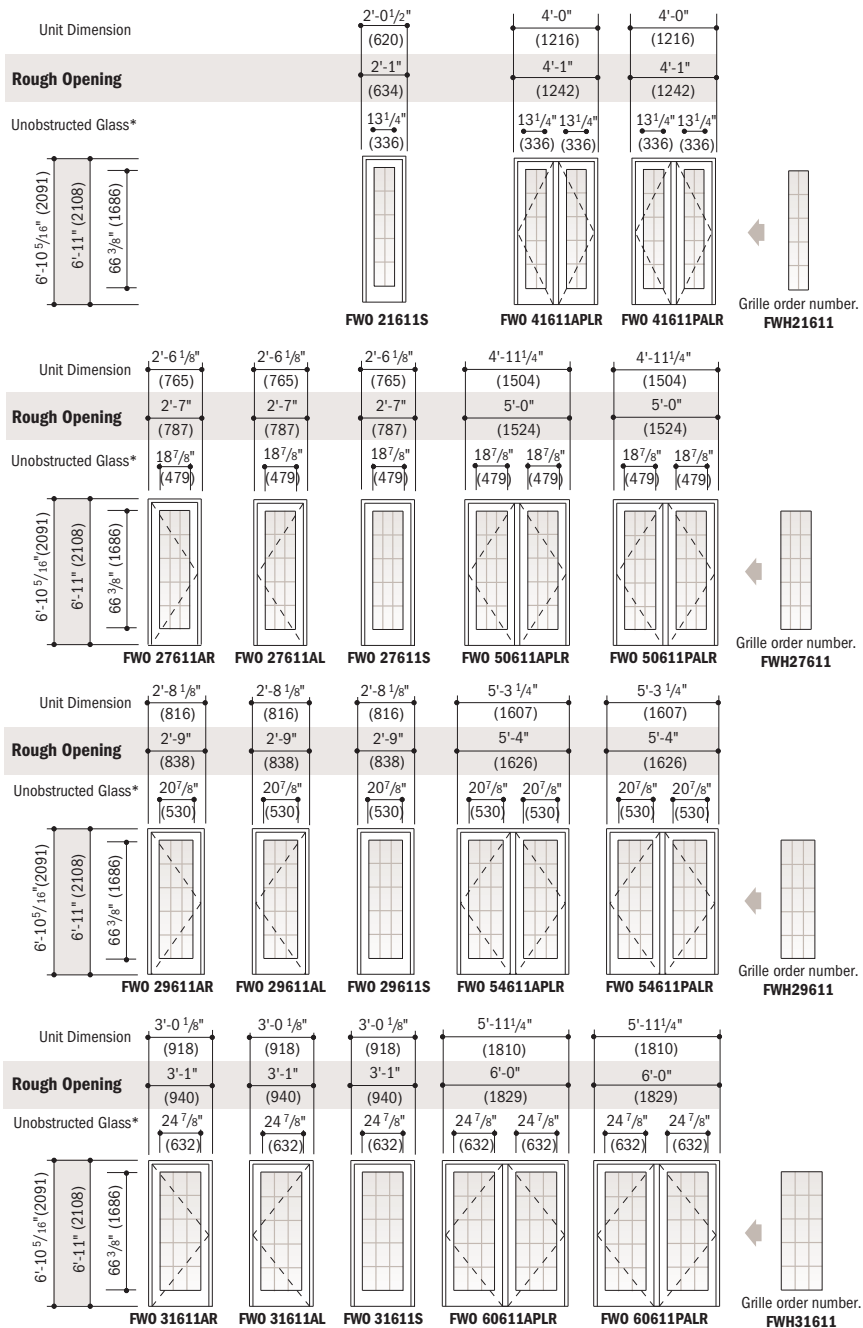 Unit Dimension 2'-0 1/2" 4'-0" 4'-0"
(620) (1216) (1216)
Rough Opening 2'-1" 4'-1" 4'-1"
(634) (1242) (1242)
Unobstructed Glass* 13 1/4" 13 1/4" 13 1/4" 13 1/4" 13 1/4"
(336) (336) (336) (336) (336)
6'-10 5/16" (2091)
6'-11" (2108)
66 3/8" (1686)
FWO 21611S FWO 41611APLR FWO 41611PALR
Grille order number.
FWH21611
Unit Dimension 2'-6 1/8" 2'-6 1/8" 2'-6 1/8" 4'-11 1/4" 4'-11 1/4"
(765) (765) (765) (1504) (1504)
Rough Opening 2'-7" 2'-7" 2'-7" 5'-0" 5'-0"
(787) (787) (787) (1524) (1524)
Unobstructed Glass* 18 7/8" 18 7/8" 18 7/8" 18 7/8" 18 7/8" 18 7/8" 18 7/8"
(479) (479) (479) (479) (479) (479) (479)
6'-10 5/16" (2091)
6'-11" (2108)
66 3/8" (1686)
FWO 27611AR FWO 27611AL FWO 27611S FWO 50611APLR FWO 50611PALR
Grille order number.
FWH27611
Unit Dimension 2'-8 1/8" 2'-8 1/8" 2'-8 1/8" 5'-3 1/4" 5'-3 1/4"
(816) (816) (816) (1607) (1607)
Rough Opening 2'-9" 2'-9" 2'-9" 5'-4" 5'-4"
(838) (838) (838) (1626) (1626)
Unobstructed Glass* 20 7/8" 20 7/8" 20 7/8" 20 7/8" 20 7/8" 20 7/8" 20 7/8"
(530) (530) (530) (530) (530) (530) (530)
6'-10 5/16" (2091)
6'-11" (2108)
66 3/8" (1686)
FWO 29611AR FWO 29611AL FWO 29611S FWO 54611APLR FWO 54611PALR
Grille order number.
FWH29611
Unit Dimension 3'-0 1/8" 3'-0 1/8" 3'-0 1/8" 5'-11 1/4" 5'-11 1/4"
(918) (918) (918) (1810) (1810)
Rough Opening 3'-1" 3'-1" 3'-1" 6'-0" 6'-0"
(940) (940) (940) (1829) (1829)
Unobstructed Glass* 24 7/8" 24 7/8" 24 7/8" 24 7/8" 24 7/8" 24 7/8" 24 7/8"
(632) (632) (632) (632) (632) (632) (632)
6'-10 5/16" (2091)
6'-11" (2108)
66 3/8" (1686)
FWO 31611AR FWO 31611AL FWO 31611S FWO 60611APLR FWO 60611PALR
Grille order number.
FWH31611